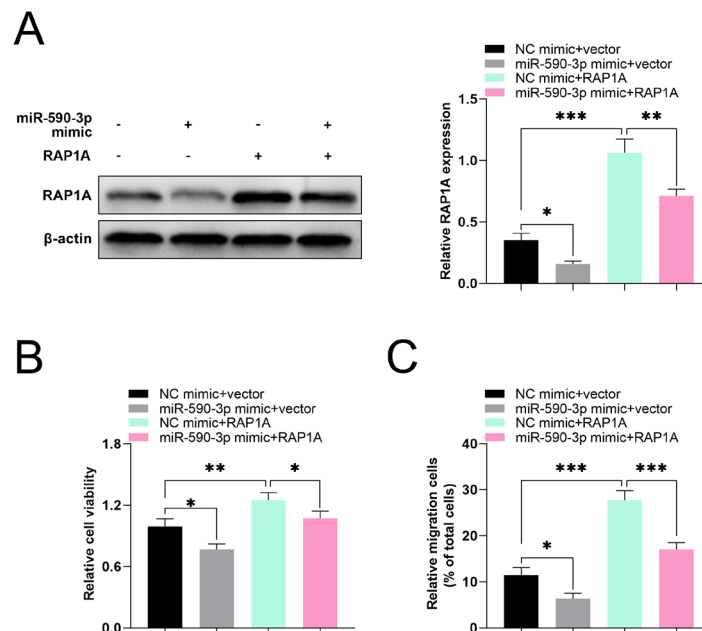 A
miR-590-3p mimic - + - +
RAP1A - - + +
RAP1A
β-actin
NC mimic+vector
miR-590-3p mimic+vector
NC mimic+RAP1A
miR-590-3p mimic+RAP1A
Relative RAP1A expression
1.5
1.0
0.5
0.0
*** **
*
B
NC mimic+vector
miR-590-3p mimic+vector
NC mimic+RAP1A
miR-590-3p mimic+RAP1A
Relative cell viability
1.8
1.2
0.6
0.0
** *
*
C
NC mimic+vector
miR-590-3p mimic+vector
NC mimic+RAP1A
miR-590-3p mimic+RAP1A
Relative migration cells
(% of total cells)
40
30
20
10
0
*** ***
*